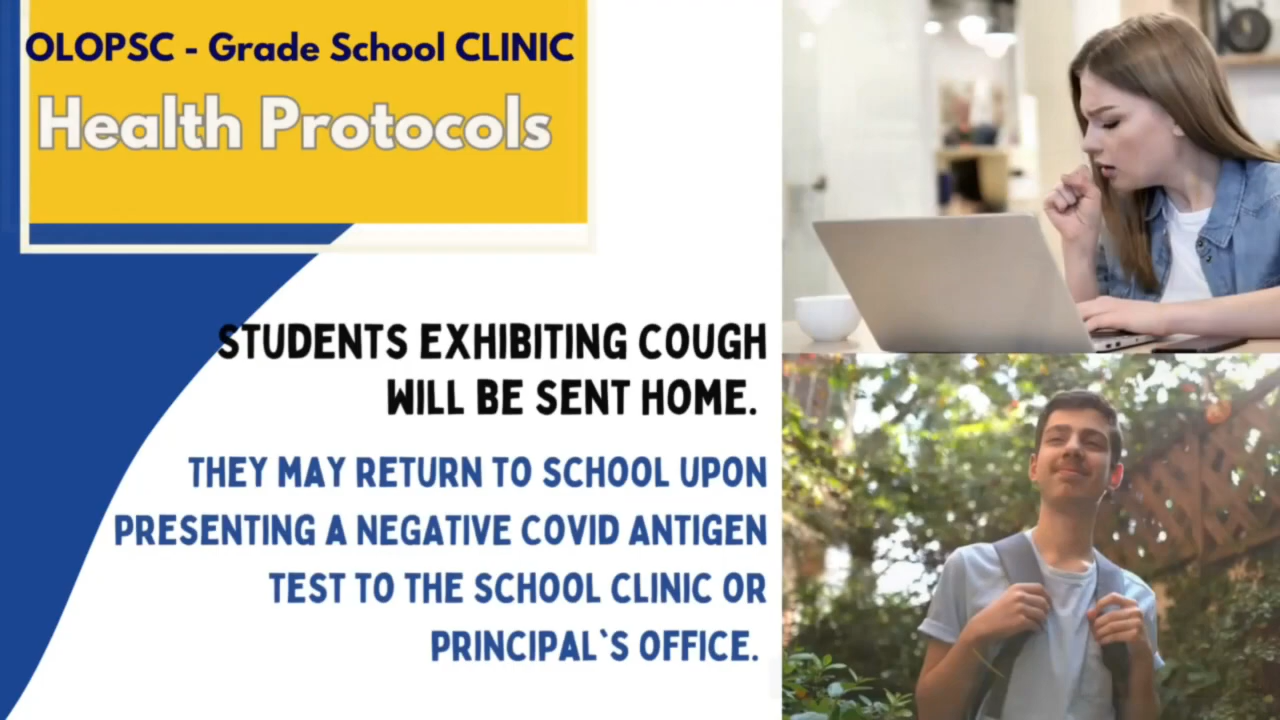 OLOPSC - Grade School CLINIC
Health Protocols
STUDENTS EXHIBITING COUGH
WILL BE SENT HOME.
THEY MAY RETURN TO SCHOOL UPON
PRESENTING A NEGATIVE COVID ANTIGEN
TEST TO THE SCHOOL CLINIC OR
PRINCIPAL`S OFFICE.